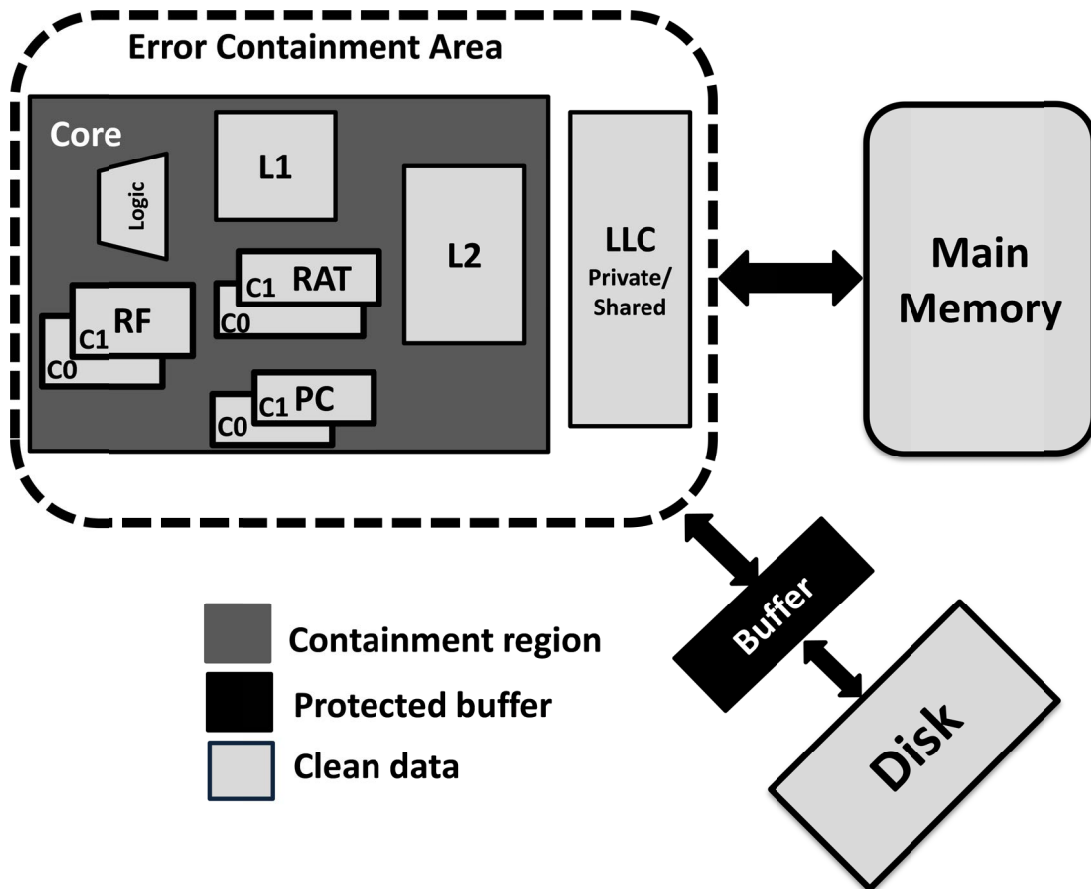 Error Containment Area
Core
Logic
L1
L2
LLC
Private/
Shared
C1 RAT
C0
C1 RF
C0
C1 PC
C0
Main
Memory
Buffer
Disk
Containment region
Protected buffer
Clean data